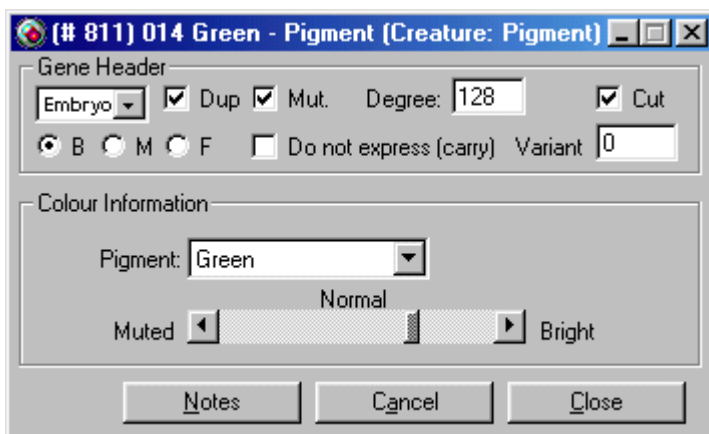 (# 811) 014 Green - Pigment (Creature: Pigment)
Gene Header
Embryo Dup Mut. Degree: 128 Cut
B M F Do not express (carry) Variant 0
Colour Information
Pigment: Green
Normal
Muted Bright
Notes Cancel Close